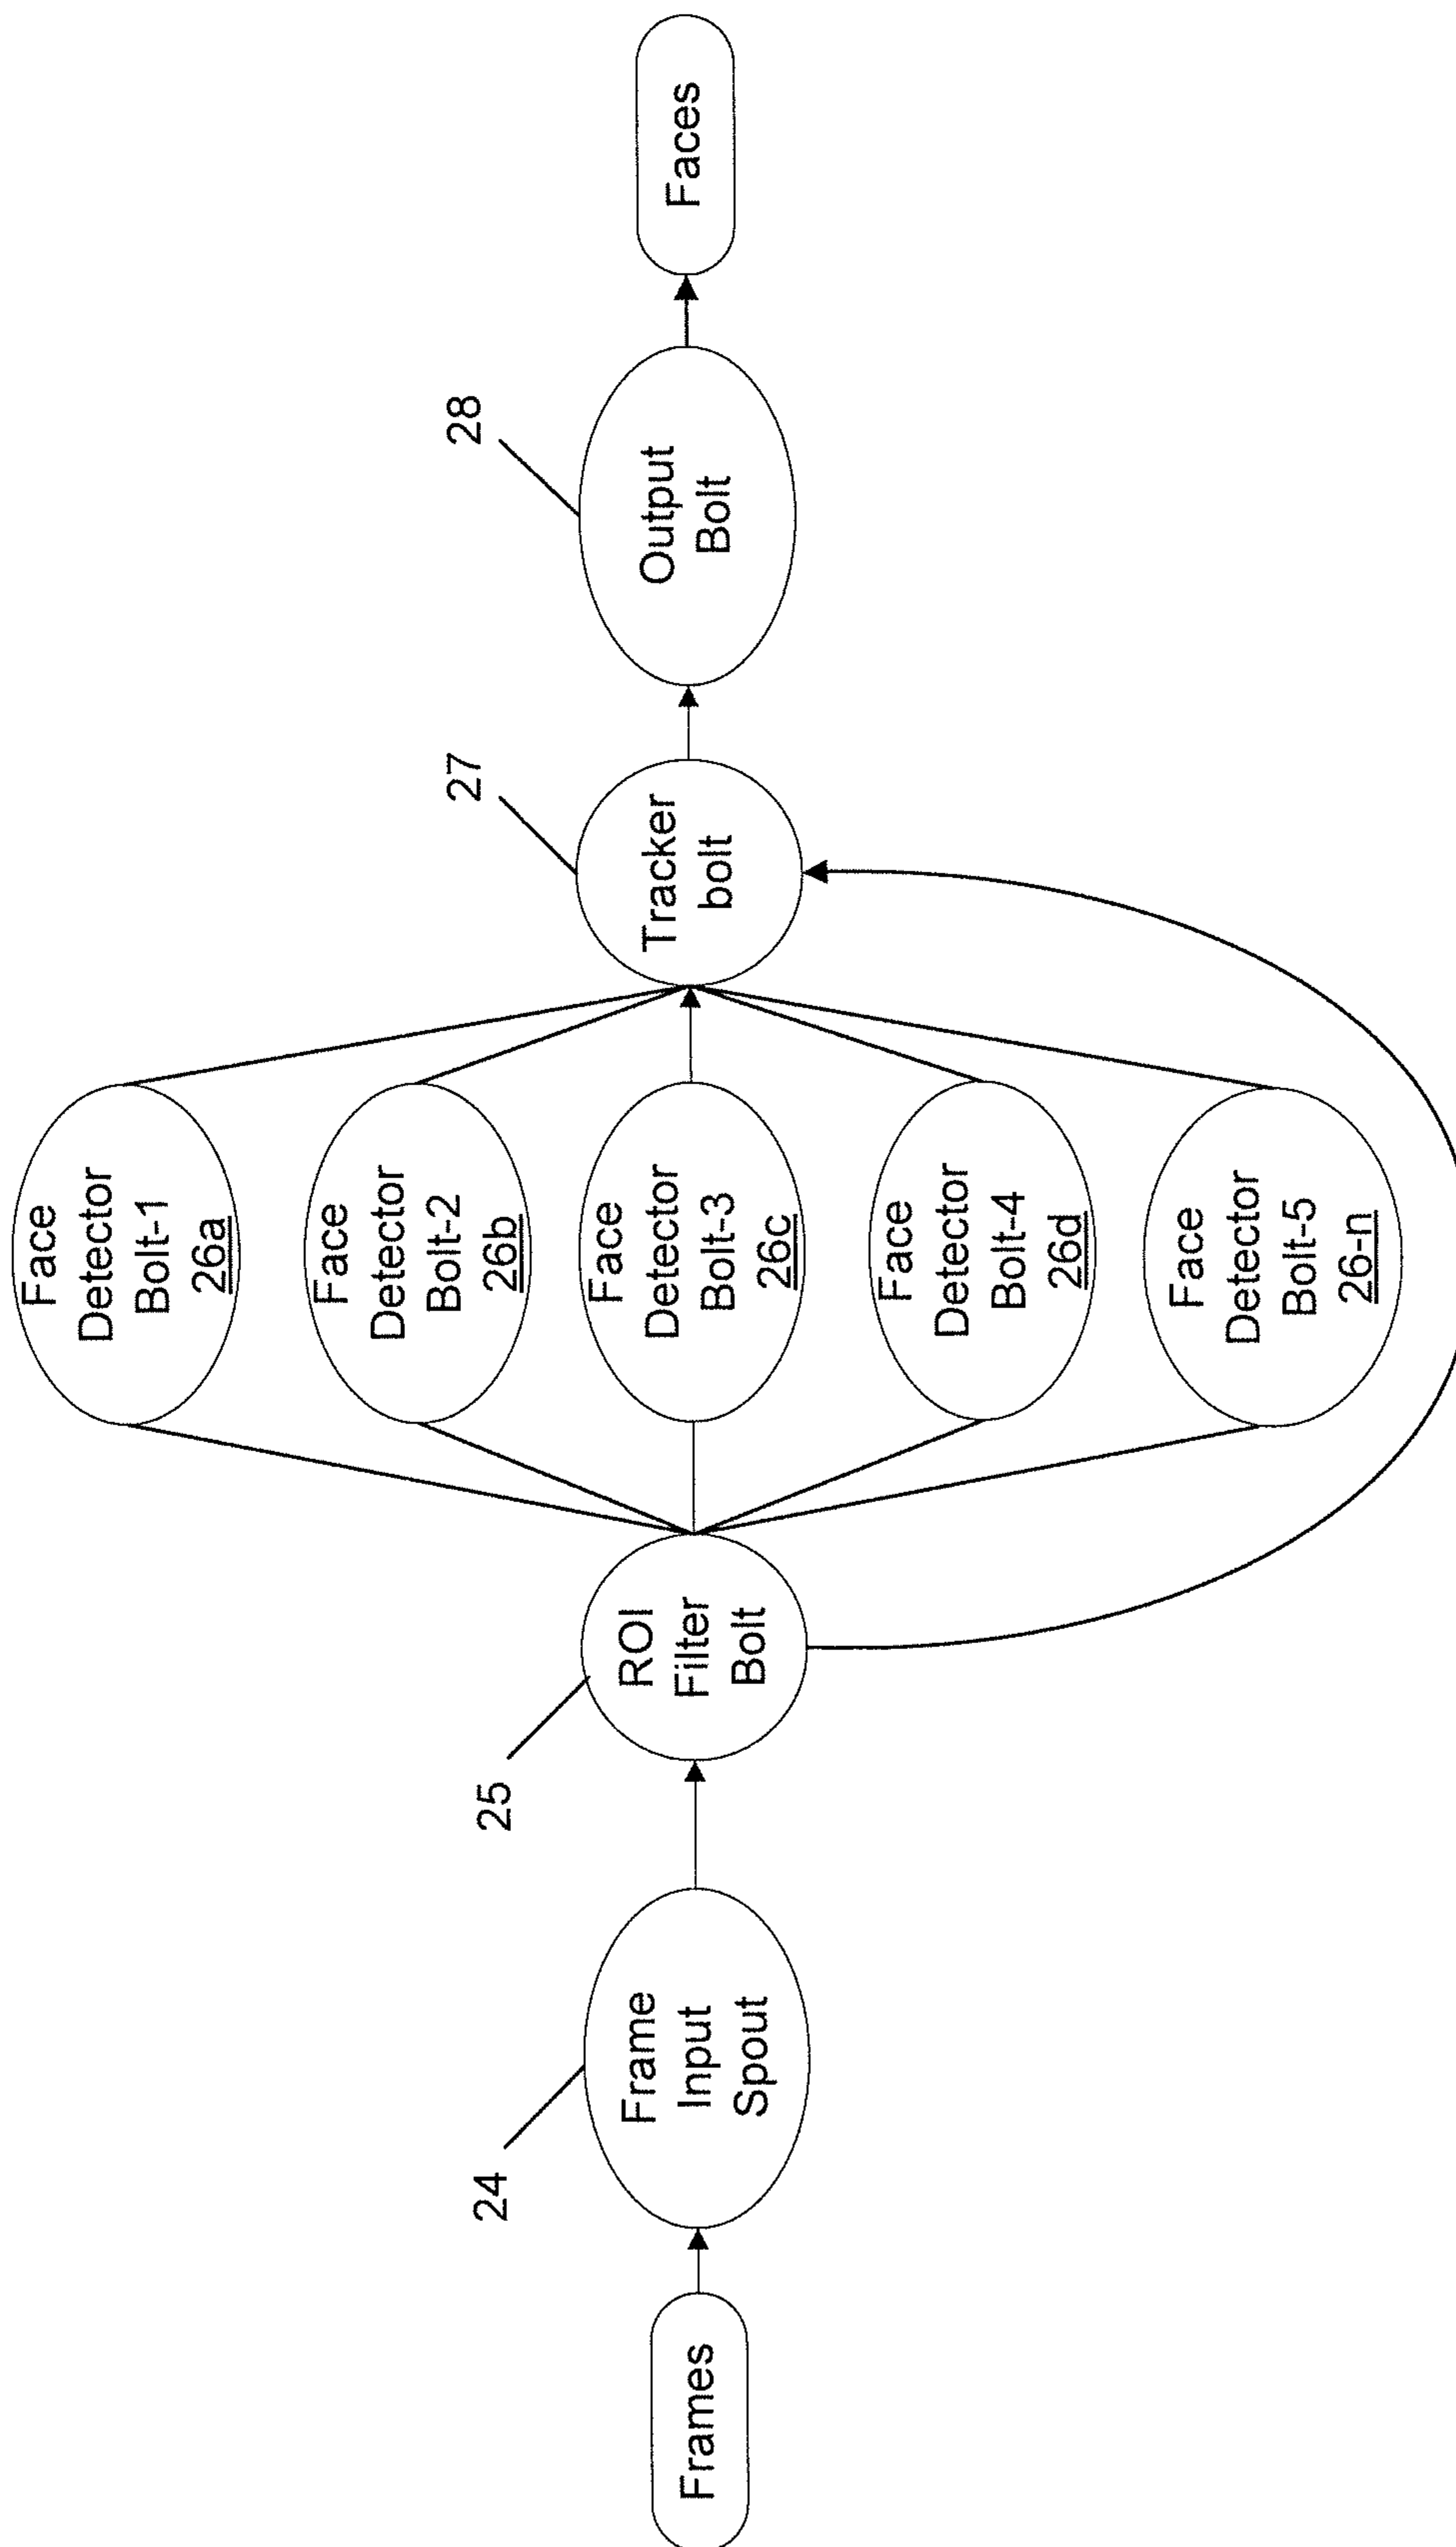 Frames
24
Frame
Input
Spout
25
ROI
Filter
Bolt
Face
Detector
Bolt-1
26a
Face
Detector
Bolt-2
26b
Face
Detector
Bolt-3
26c
Face
Detector
Bolt-4
26d
Face
Detector
Bolt-5
26-n
27
Tracker
bolt
28
Output
Bolt
Faces